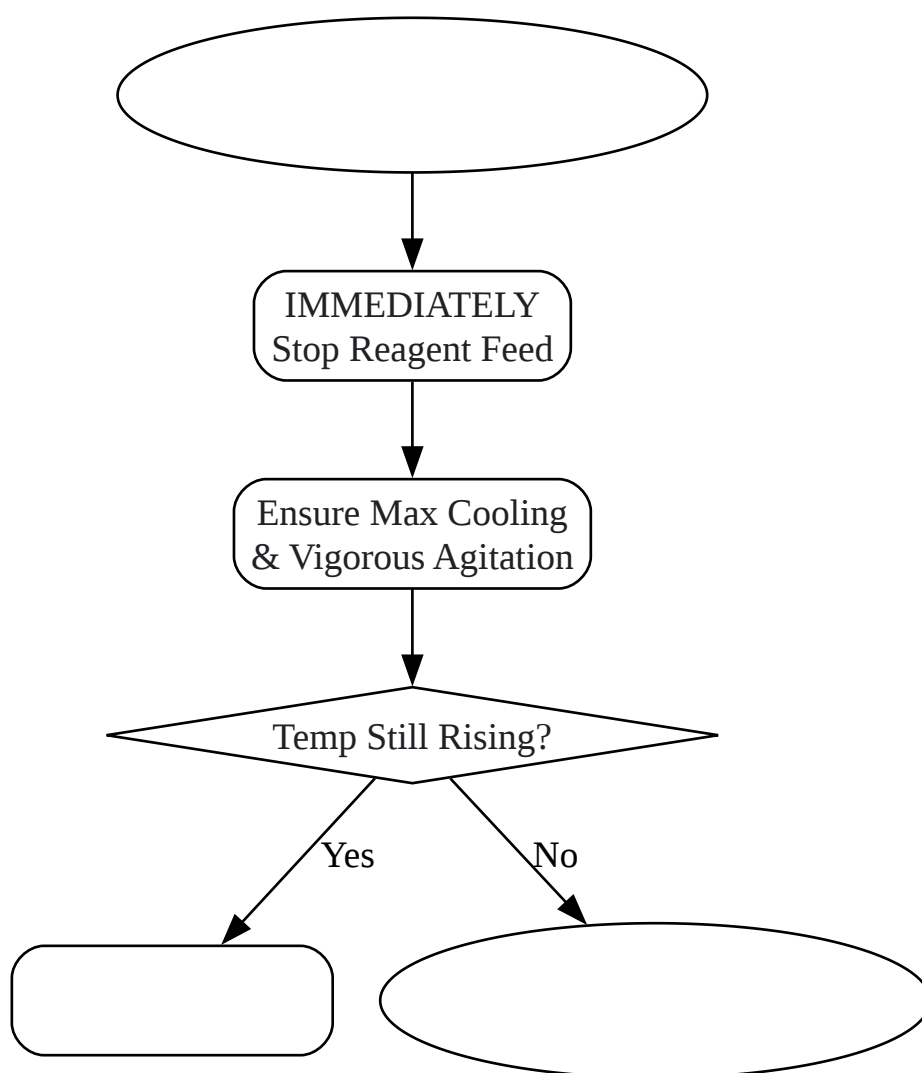 IMMEDIATELY
Stop Reagent Feed
Ensure Max Cooling
& Vigorous Agitation
Temp Still Rising?
Yes
No